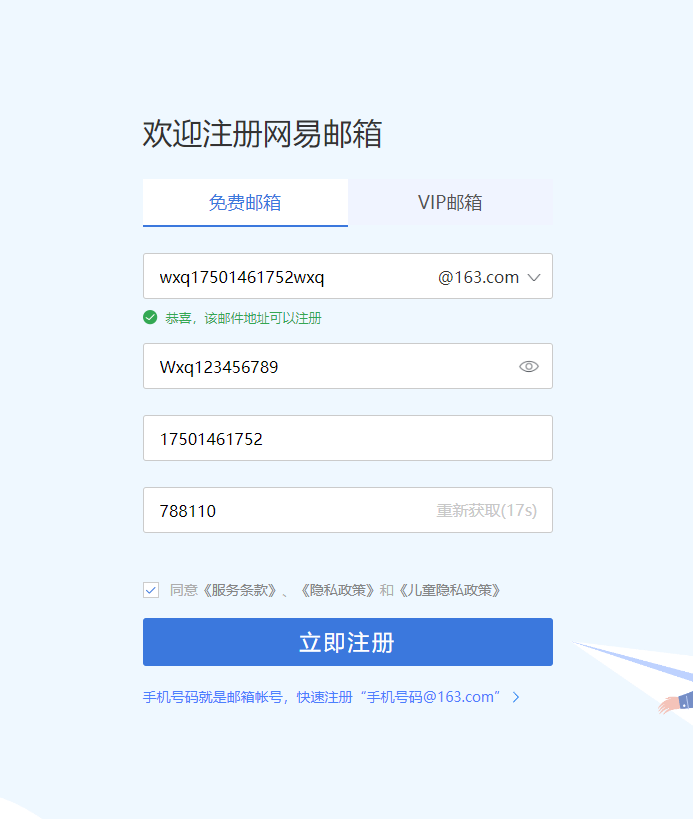 欢迎注册网易邮箱
免费邮箱 VIP邮箱
wxq17501461752wxq @163.com
恭喜，该邮件地址可以注册
Wxq123456789
17501461752
788110 重新获取(17s)
同意《服务条款》、《隐私政策》和《儿童隐私政策》
立即注册
手机号码就是邮箱帐号，快速注册“手机号码@163.com”